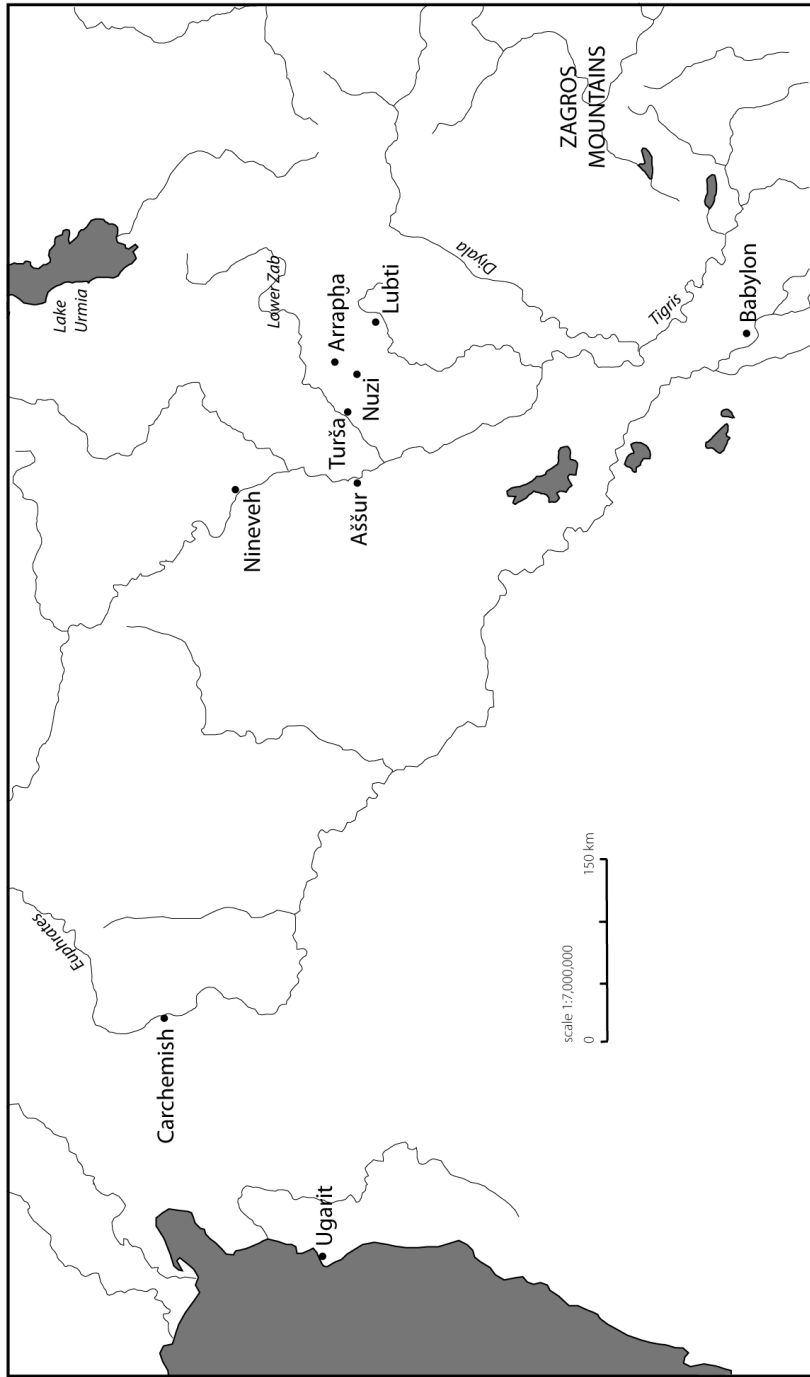 Lake
Urmia
Euphrates
Carchemish
Nineveh
Lower Zab
Ugarit
Turša
Arrapḫa
Nuzi
Aššur
Lubti
Diyala
ZAGROS
MOUNTAINS
scale 1:7,000,000
0 150 km
Tigris
Babylon